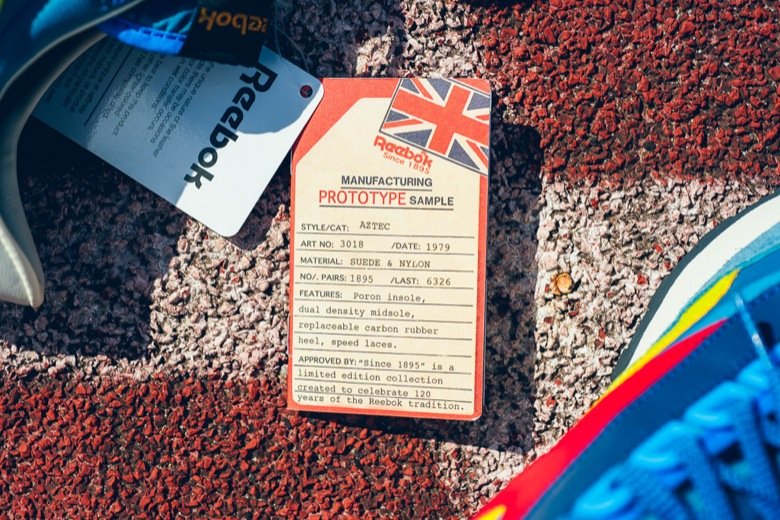 Reebok
Reebok
Reebok
Since 1895
MANUFACTURING
PROTOTYPE SAMPLE
STYLE/CAT: AZTEC
ART NO: 3018 /DATE: 1979
MATERIAL: SUEDE & NYLON
NO/. PAIRS: 1895 /LAST: 6326
FEATURES: Poron insole,
dual density midsole,
replaceable carbon rubber
heel, speed laces.
APPROVED BY: "Since 1895" is a
limited edition collection
created to celebrate 120
years of the Reebok tradition.